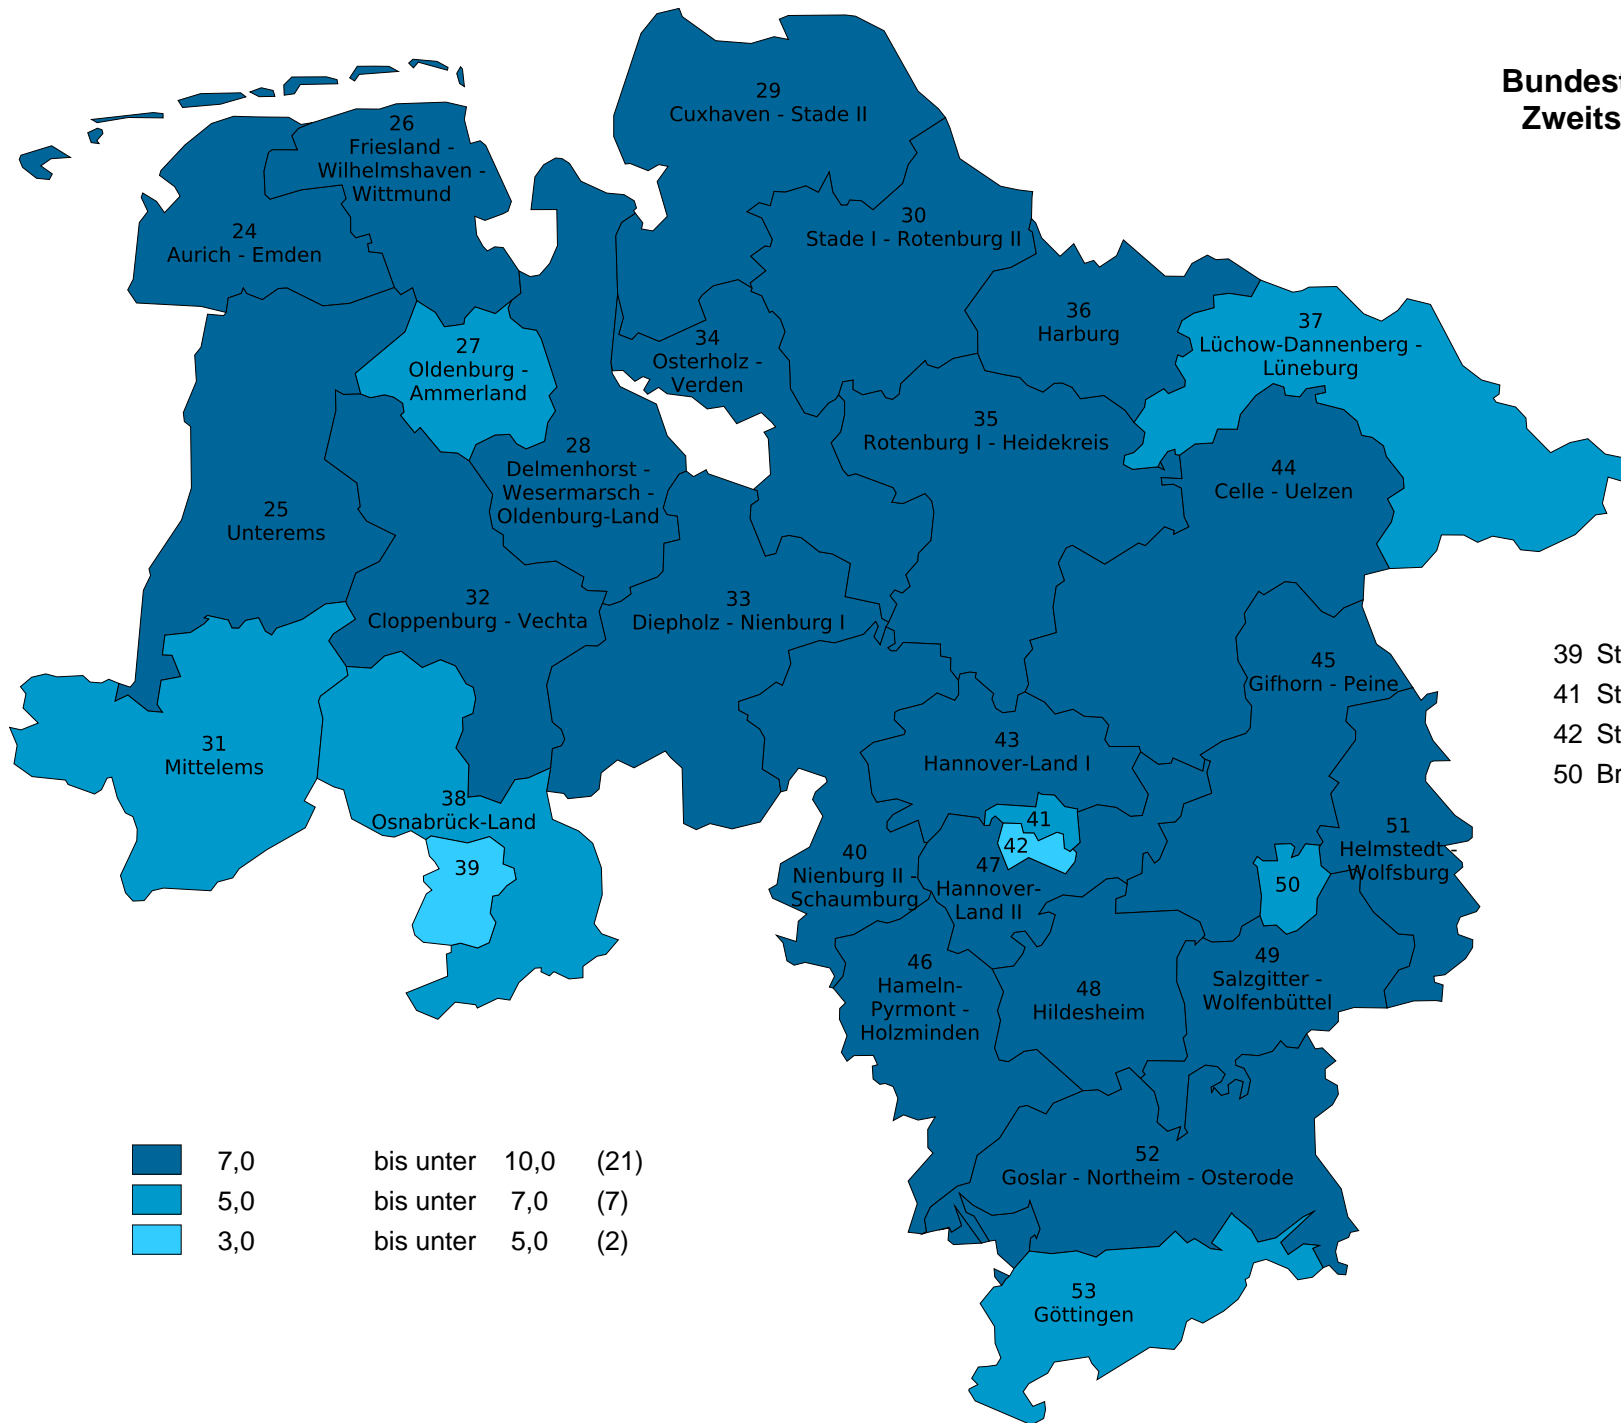 Bundest
Zweits
29
Cuxhaven - Stade II
26
Friesland -
Wilhelmshaven -
Wittmund
24
Aurich - Emden
30
Stade I - Rotenburg II
36
Harburg
37
Lüchow-Dannenberg -
Lüneburg
27
Oldenburg -
Ammerland
34
Osterholz -
Verden
35
Rotenburg I - Heidekreis
28
Delmenhorst -
Wesermarsch -
Oldenburg-Land
44
Celle - Uelzen
25
Unterems
32
Cloppenburg - Vechta
33
Diepholz - Nienburg I
45
Gifhorn - Peine
39 St
41 St
42 St
50 Br
31
Mittelems
43
Hannover-Land I
38
Osnabrück-Land
39
41
42
40
Nienburg II -
Schaumburg
47
Hannover-
Land II
51
Helmstedt -
Wolfsburg
50
46
Hameln-
Pyrmont -
Holzminden
48
Hildesheim
49
Salzgitter -
Wolfenbüttel
52
Goslar - Northeim - Osterode
53
Göttingen
7,0 bis unter 10,0 (21)
5,0 bis unter 7,0 (7)
3,0 bis unter 5,0 (2)